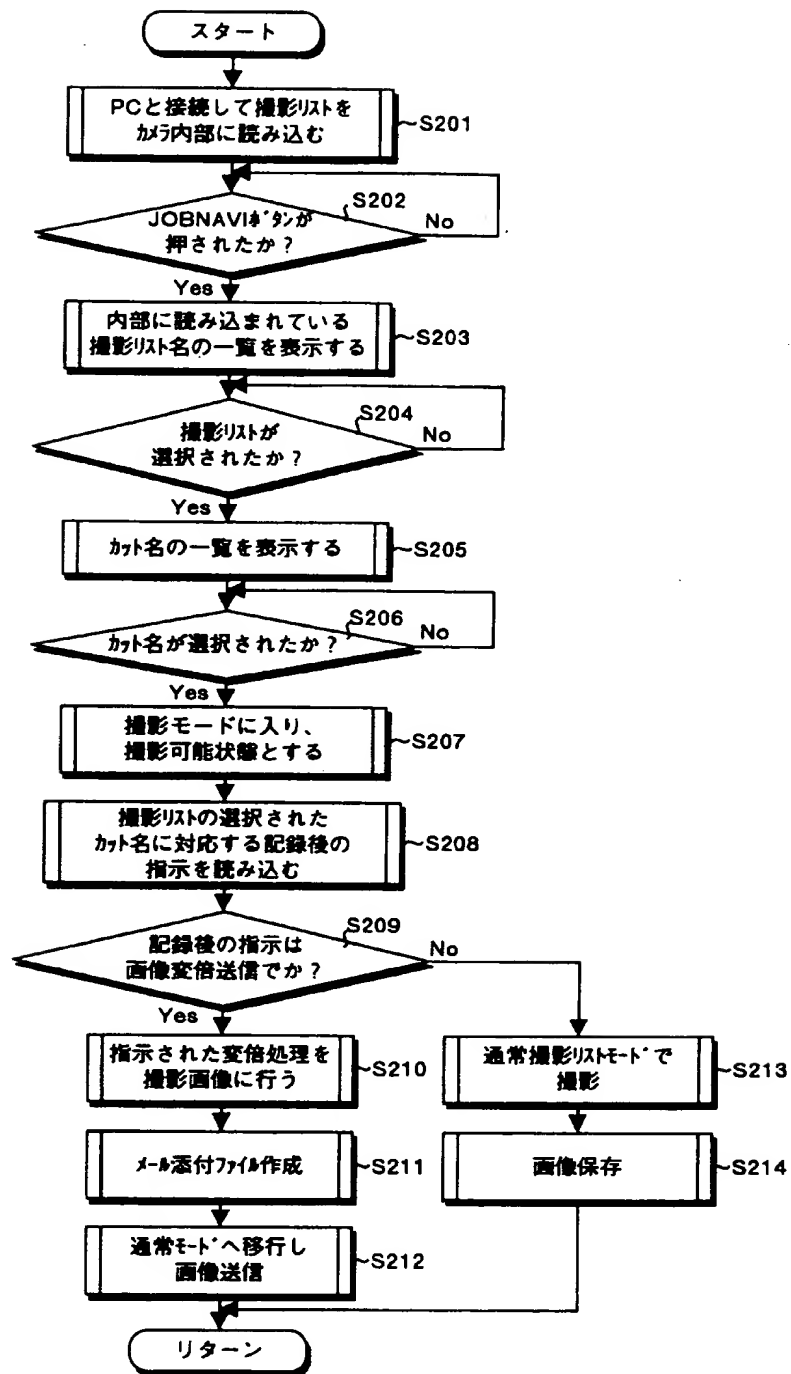 スタート
PCと接続して撮影リストを
カメラ内部に読み込む
S201
S202
JOBNAVIボタンが
押されたか?
No
Yes
内部に読み込まれている
撮影リスト名の一覧を表示する
S203
S204
撮影リストが
選択されたか?
No
Yes
カット名の一覧を表示する
S205
S206
カット名が選択されたか?
No
Yes
撮影モードに入り、
撮影可能状態とする
S207
撮影リストの選択された
カット名に対応する記録後の
指示を読み込む
S208
S209
記録後の指示は
画像変倍送信でか?
No
Yes
指示された変倍処理を
撮影画像に行う
S210
通常撮影リストモードで
撮影
S213
メール添付ファイル作成
S211
画像保存
S214
通常モードへ移行し
画像送信
S212
リターン